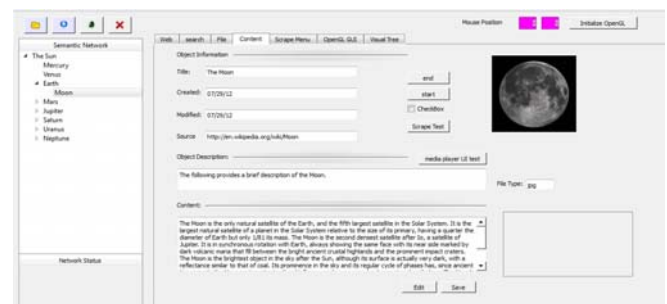 Mouse Position
Initialize OpenGL
Semantic Network
The Sun
Mercury
Venus
Earth
Moon
Mars
Jupiter
Saturn
Uranus
Neptune
Network Status
Web search File Content Scrape Menu OpenGL GLE Visual Tree
Object Information
Title: The Moon
Created: 07/29/12
Modified: 07/29/12
Source http://en.wikipedia.org/wiki/Moon
end
start
CheckBox
Scrape Text
Object Description:
media player UI test
The following provides a brief description of the Moon.
File Type: jpg
Content:
The Moon is the only natural satellite of the Earth, and the fifth largest satellite in the Solar System. It is the
largest natural satellite of a planet in the Solar System relative to the size of its primary, having a quarter the
diameter of Earth but only 1/81 its mass. The Moon is the second densest satellite after Io, a satellite of
Jupiter. It is in synchronous rotation with Earth, always showing the same face with its near side marked by
dark volcanic maria that fill between the bright ancient crustal highlands and the prominent impact craters.
The Moon is the brightest object in the sky after the Sun, although its surface is actually very dark, with a
reflectance similar to that of coal. Its prominence in the sky and its regular cycle of phases has, since ancient
Edit Save